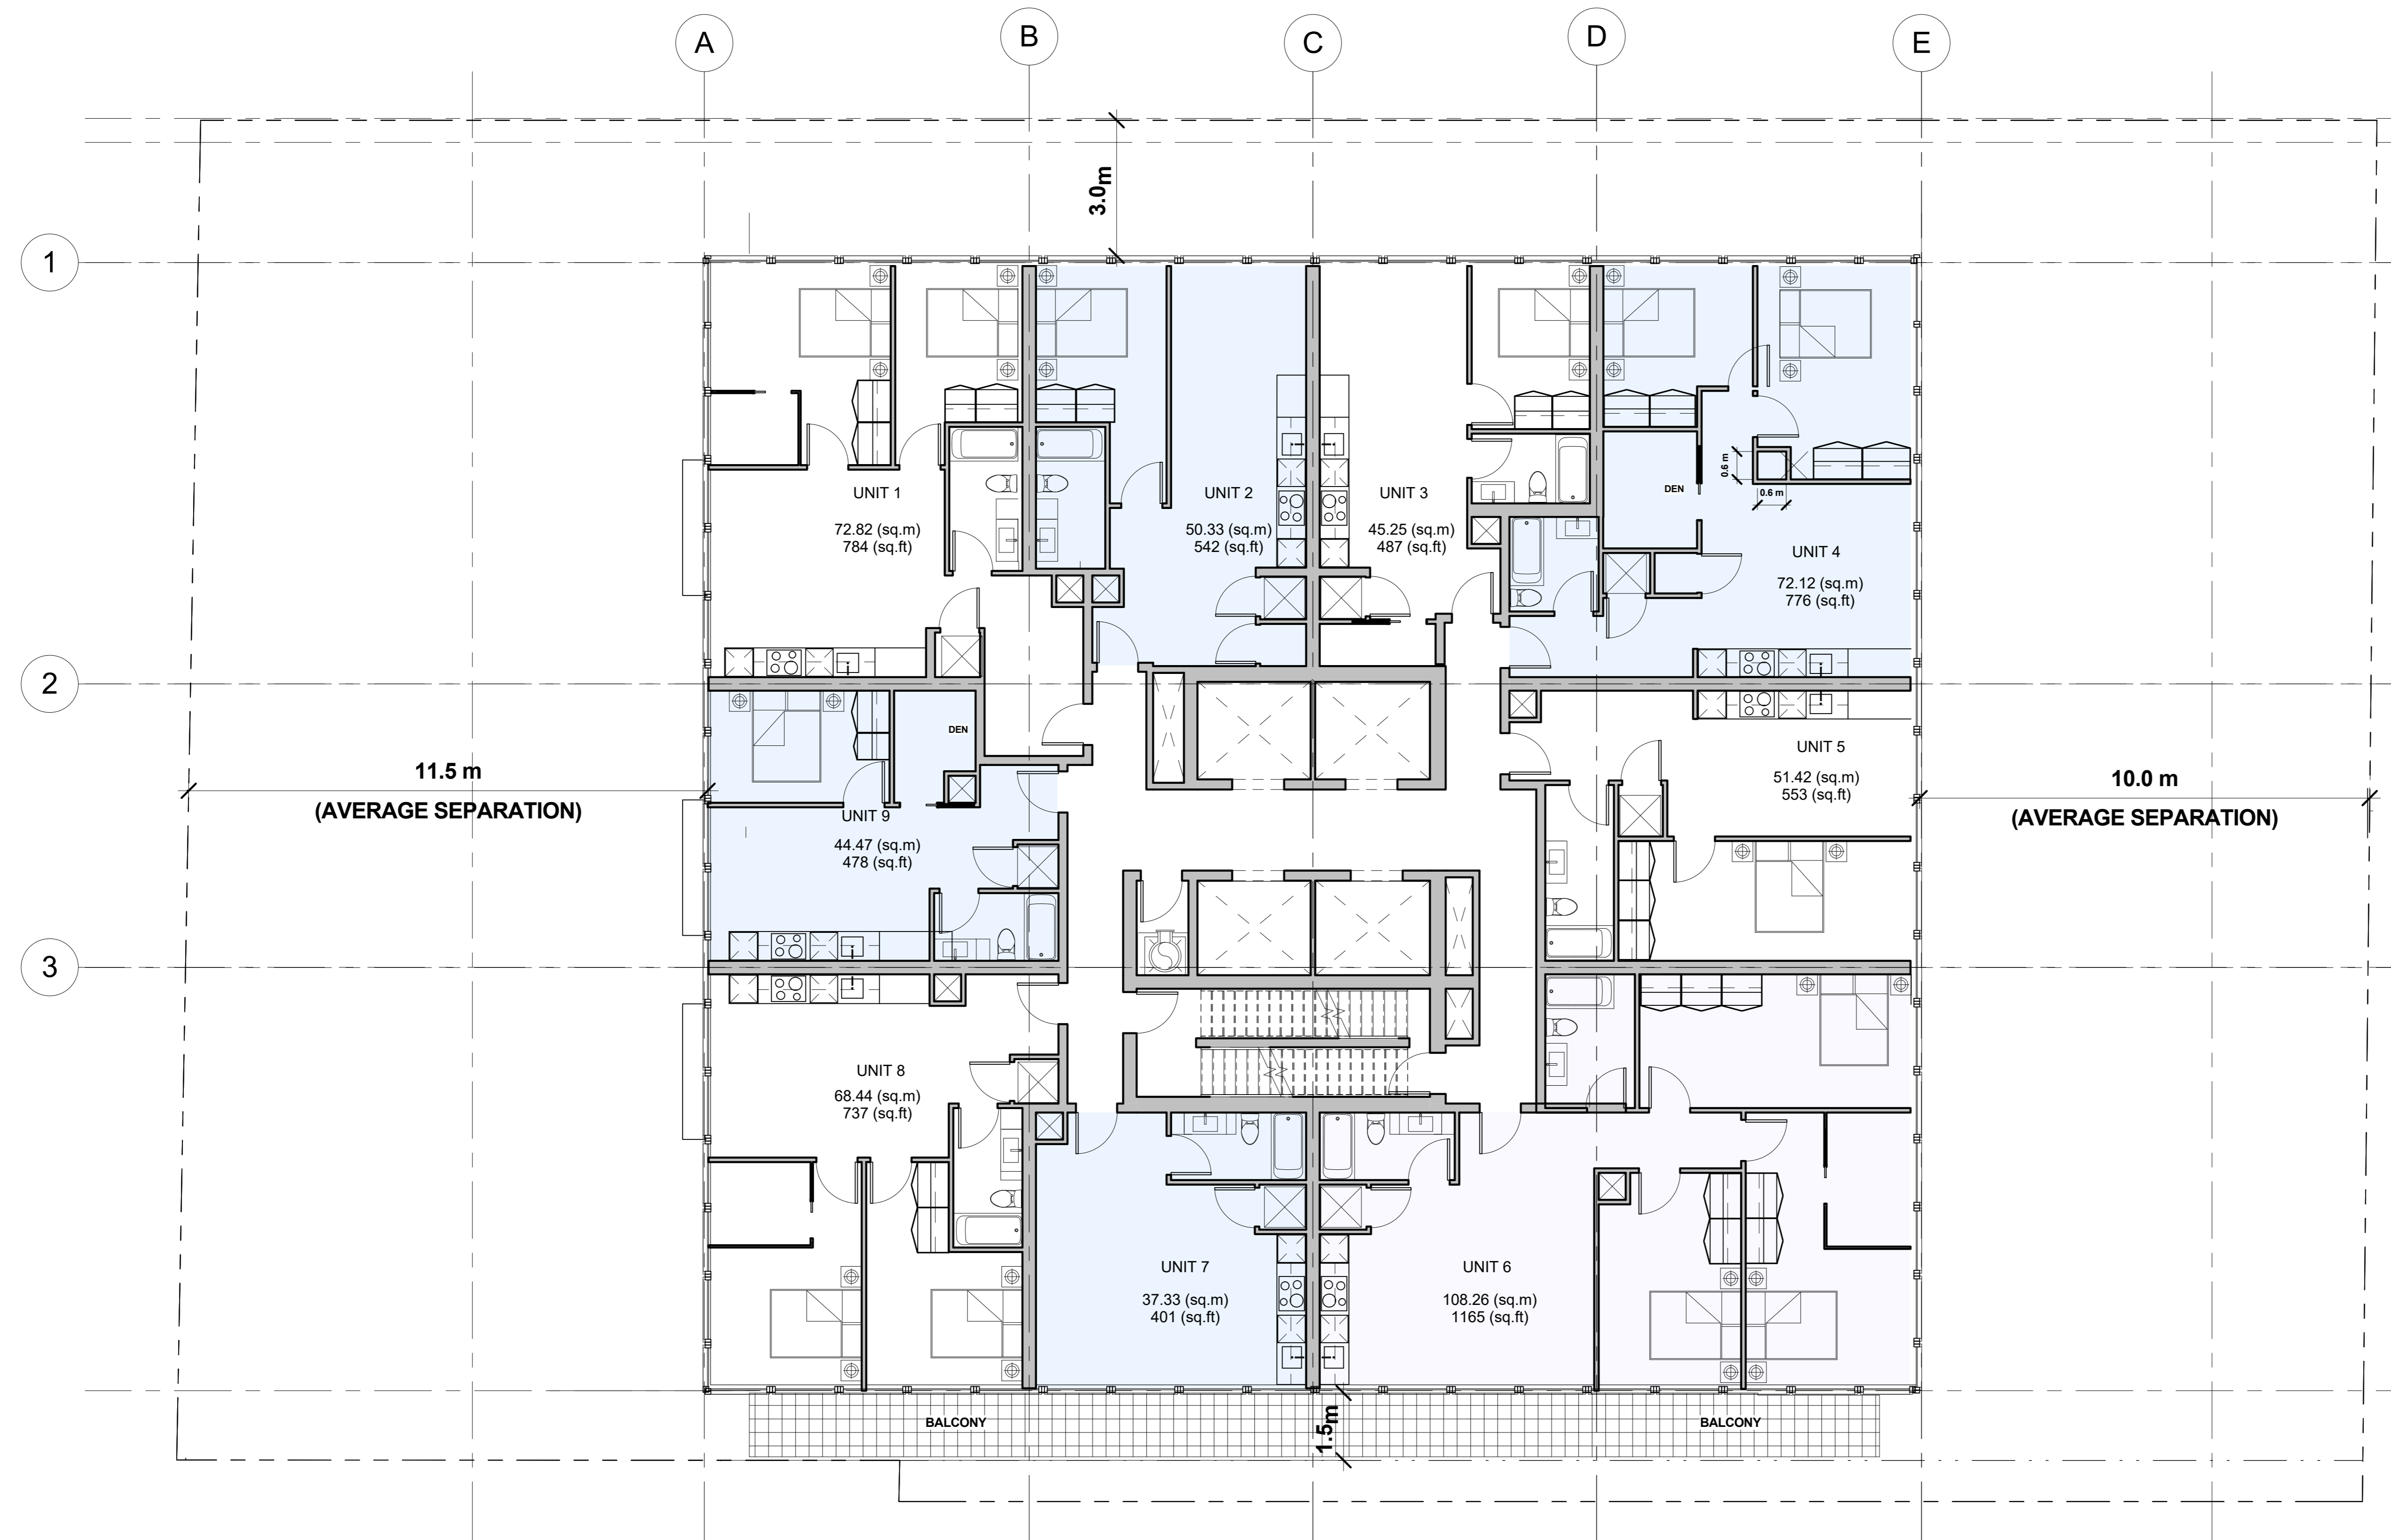 A
B
C
D
E
3.0m
1
UNIT 1
72.82 (sq.m)
784 (sq.ft)
UNIT 2
50.33 (sq.m)
542 (sq.ft)
UNIT 3
45.25 (sq.m)
487 (sq.ft)
DEN
0.6 m
0.6 m
UNIT 4
72.12 (sq.m)
776 (sq.ft)
2
DEN
UNIT 5
51.42 (sq.m)
553 (sq.ft)
11.5 m
(AVERAGE SEPARATION)
10.0 m
(AVERAGE SEPARATION)
UNIT 9
44.47 (sq.m)
478 (sq.ft)
3
UNIT 8
68.44 (sq.m)
737 (sq.ft)
UNIT 7
37.33 (sq.m)
401 (sq.ft)
UNIT 6
108.26 (sq.m)
1165 (sq.ft)
BALCONY
1.5m
BALCONY